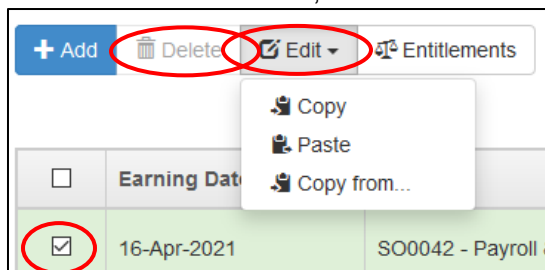 Add Delete Edit Entitlements
Copy
Paste
Copy from...
Earning Date
16-Apr-2021 SO0042 - Payroll